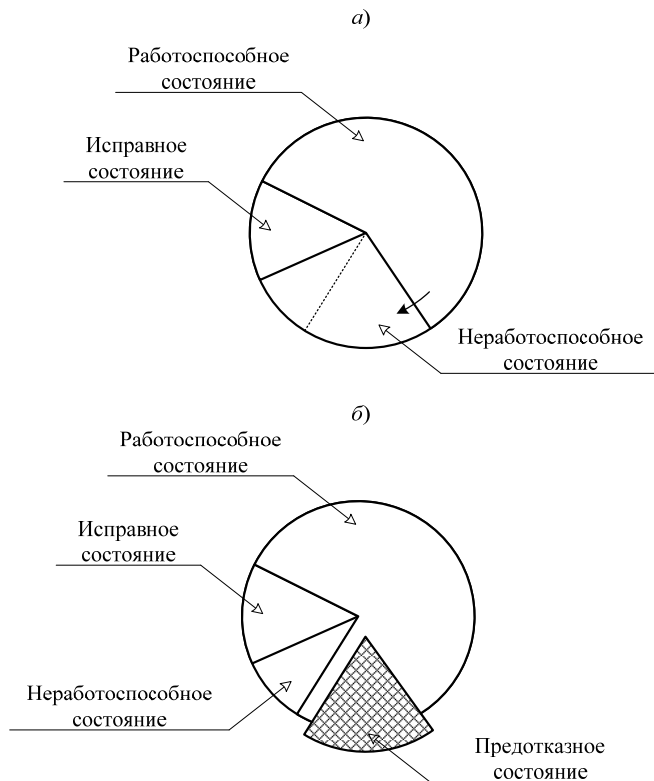 а)
Работоспособное
состояние
Исправное
состояние
Неработоспособное
состояние
б)
Работоспособное
состояние
Исправное
состояние
Неработоспособное
состояние
Предотказное
состояние